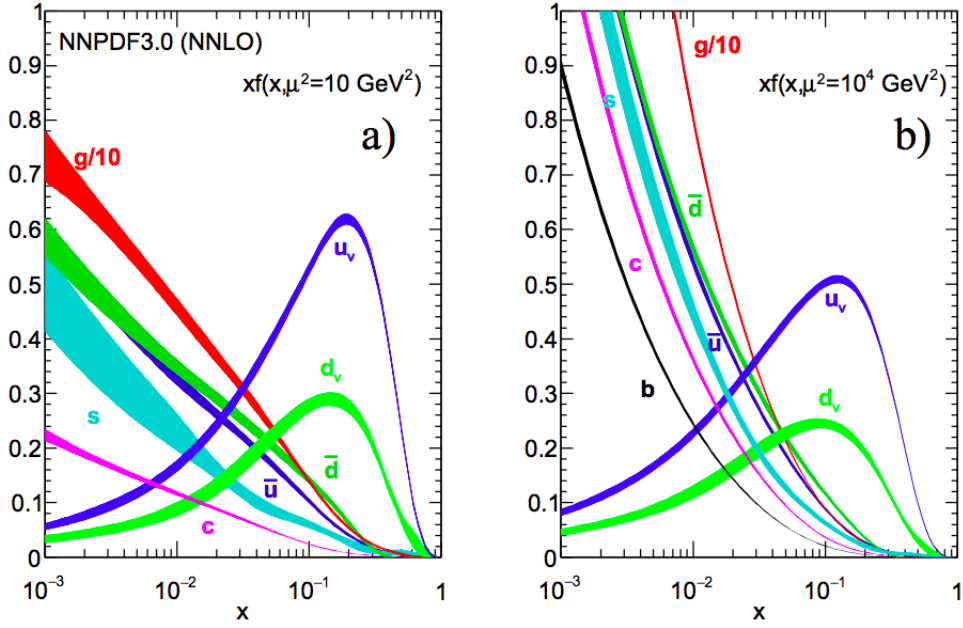 NNPDF3.0 (NNLO)
xf(x,μ²=10 GeV²)
a)
g/10
u_v
d_v
s
d̄
ū
c
1
0.9
0.8
0.7
0.6
0.5
0.4
0.3
0.2
0.1
0
10⁻³
10⁻²
10⁻¹
1
x
g/10
xf(x,μ²=10⁴ GeV²)
s
b)
d̄
c
u_v
ū
b
d_v
1
0.9
0.8
0.7
0.6
0.5
0.4
0.3
0.2
0.1
0
10⁻³
10⁻²
10⁻¹
1
x